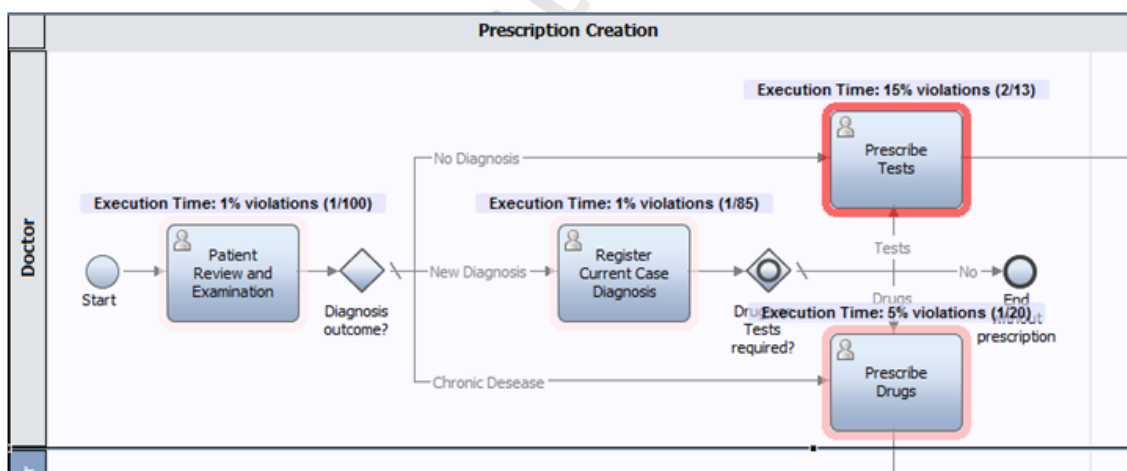 Prescription Creation
Doctor
Execution Time: 15% violations (2/13)
Prescribe
Tests
No Diagnosis
Execution Time: 1% violations (1/100)
Execution Time: 1% violations (1/85)
Start
Patient
Review and
Examination
Diagnosis
outcome?
New Diagnosis
Register
Current Case
Diagnosis
Tests
required?
Tests
No
Drugs
End
Execution Time: 5% violations (1/20)
prescription
Prescribe
Drugs
Chronic Desease